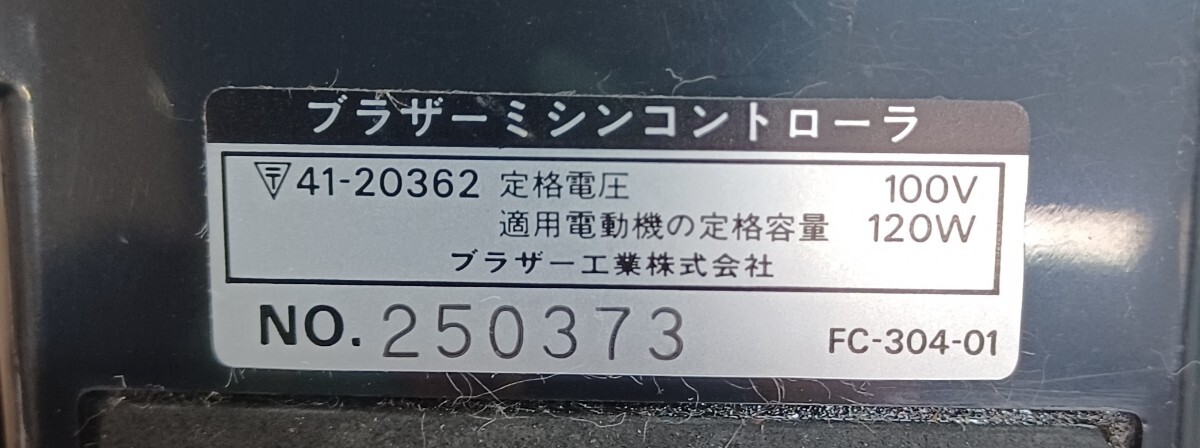 ブラザーミシンコントローラ
〒41-20362 定格電圧 100V
適用電動機の定格容量 120W
ブラザー工業株式会社
NO. 250373 FC-304-01